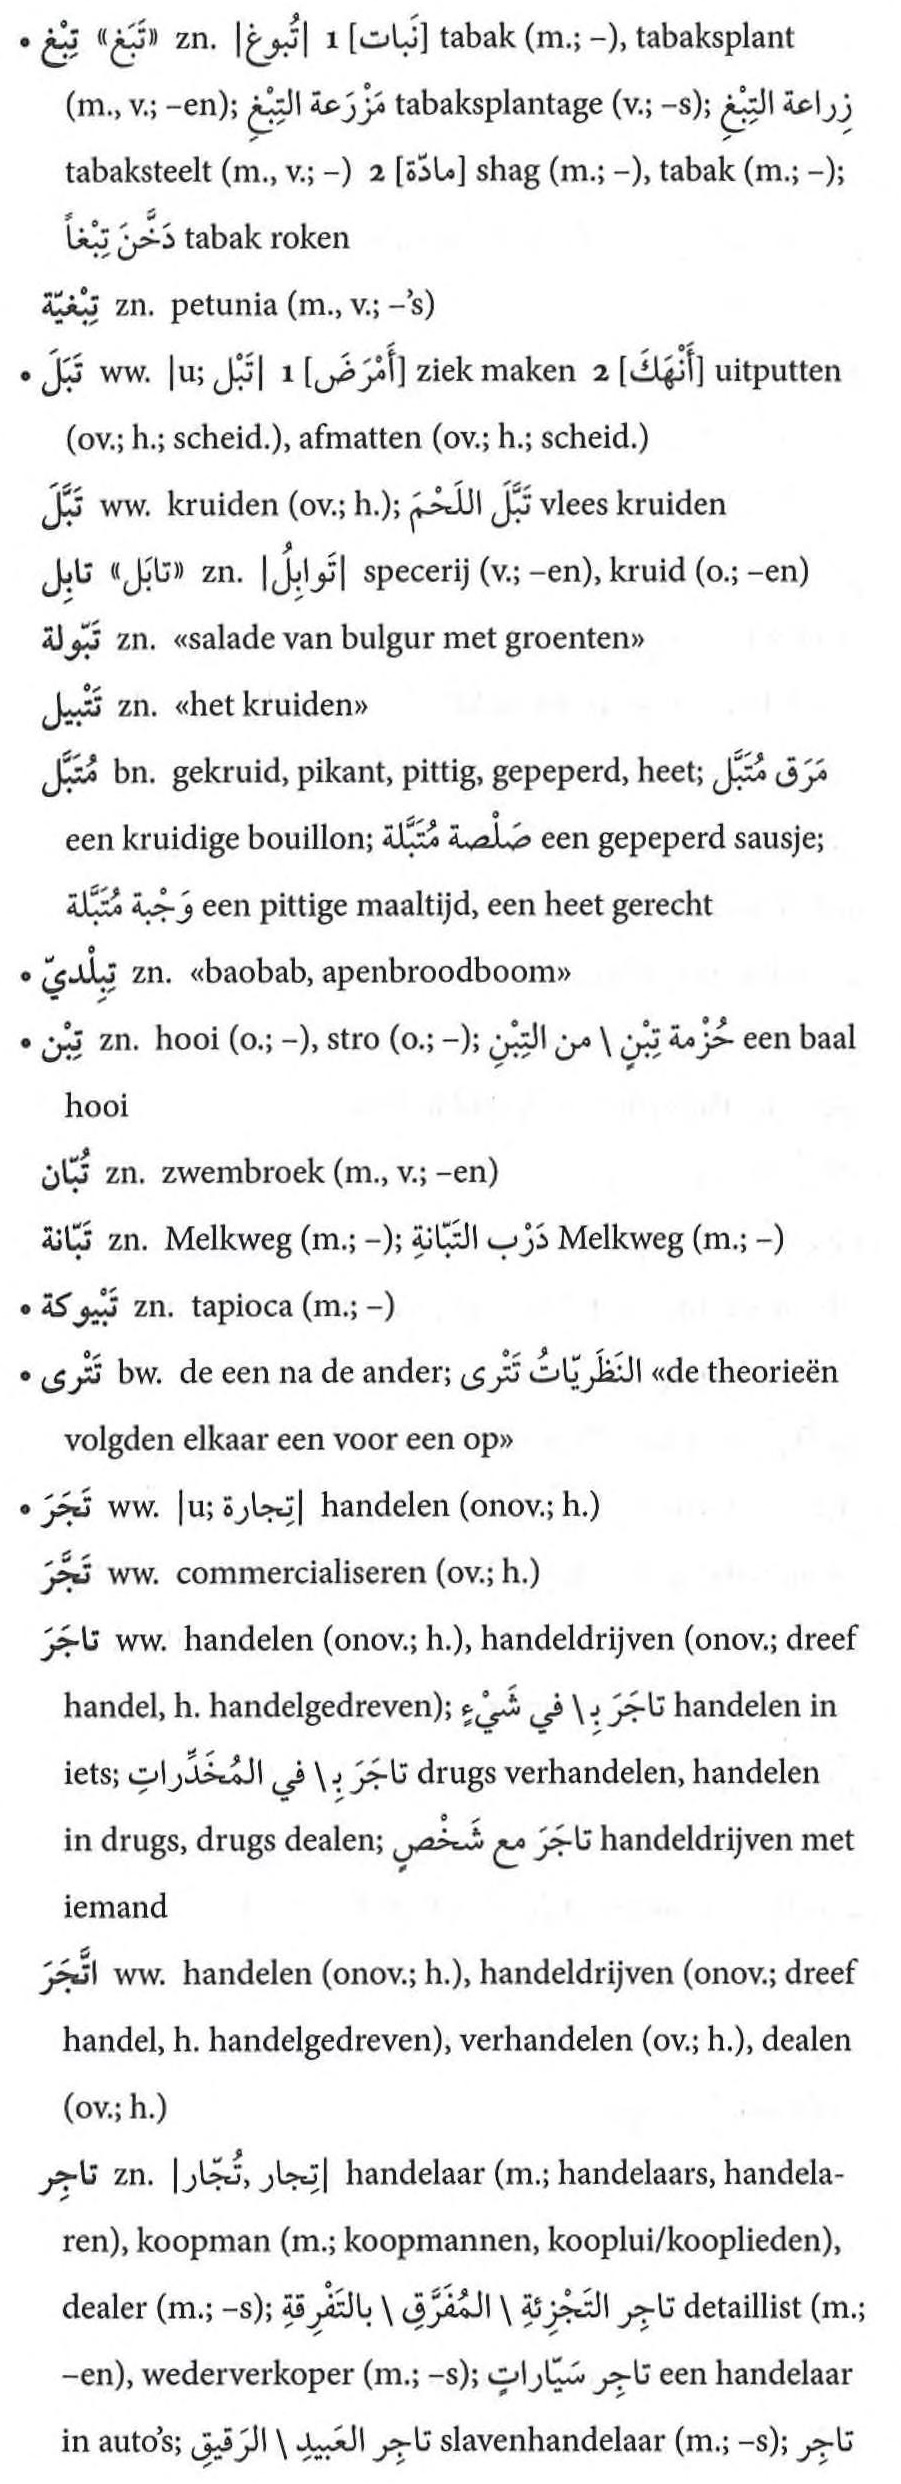 • تِبْغ «تَبَغ» zn. |تُبوغ| 1 [نَبات] tabak (m.; –), tabaksplant
(m., v.; –en); مَزْرَعة التِبْغِ tabaksplantage (v.; –s); زِراعة التِبْغِ
tabaksteelt (m., v.; –) 2 [مادّة] shag (m.; –), tabak (m.; –);
دَخَّنَ تِبْغاً tabak roken
تِبْغيّة zn. petunia (m., v.; –’s)
• تَبَلَ ww. |u; تَبْل| 1 [أَمْرَضَ] ziek maken 2 [أَنْهَكَ] uitputten
(ov.; h.; scheid.), afmatten (ov.; h.; scheid.)
تَبَّلَ ww. kruiden (ov.; h.); تَبَّلَ اللَحْمَ vlees kruiden
تابِل «تابَل» zn. |تَوابِلُ| specerij (v.; –en), kruid (o.; –en)
تَبّولة zn. «salade van bulgur met groenten»
تَتْبيل zn. «het kruiden»
مُتَبَّل bn. gekruid, pikant, pittig, gepeperd, heet; مَرَق مُتَبَّل
een kruidige bouillon; صَلْصة مُتَبَّلة een gepeperd sausje;
وَجْبة مُتَبَّلة een pittige maaltijd, een heet gerecht
• تِبِلْديّ zn. «baobab, apenbroodboom»
• تِبْن zn. hooi (o.; –), stro (o.; –); حُزْمة تِبْنٍ \ من التِبْنِ een baal
hooi
تُبّان zn. zwembroek (m., v.; –en)
تَبّانة zn. Melkweg (m.; –); دَرْب التَبّانةِ Melkweg (m.; –)
• تَبْيوكة zn. tapioca (m.; –)
• تَتْرى bw. de een na de ander; النَظَريّاتُ تَتْرى «de theorieën
volgden elkaar een voor een op»
• تَجَرَ ww. |u; تِجارة| handelen (onov.; h.)
تَجَّرَ ww. commercialiseren (ov.; h.)
تاجَرَ ww. handelen (onov.; h.), handeldrijven (onov.; dreef
handel, h. handelgedreven); تاجَرَ بِـ \ في شَيْءٍ handelen in
iets; تاجَرَ بِـ \ في المُخَدِّراتِ drugs verhandelen, handelen
in drugs, drugs dealen; تاجَرَ مع شَخْصٍ handeldrijven met
iemand
اتَّجَرَ ww. handelen (onov.; h.), handeldrijven (onov.; dreef
handel, h. handelgedreven), verhandelen (ov.; h.), dealen
(ov.; h.)
تاجِر zn. |تِجار, تُجّار| handelaar (m.; handelaars, handela-
ren), koopman (m.; koopmannen, kooplui/kooplieden),
dealer (m.; –s); تاجِر التَجْزِئةِ \ المُفَرَّقِ \ بالتَفْرِقةِ detaillist (m.;
–en), wederverkoper (m.; –s); تاجِر سَيّاراتٍ een handelaar
in auto’s; تاجِر العَبيدِ \ الرَقيقِ slavenhandelaar (m.; –s); تاجِر